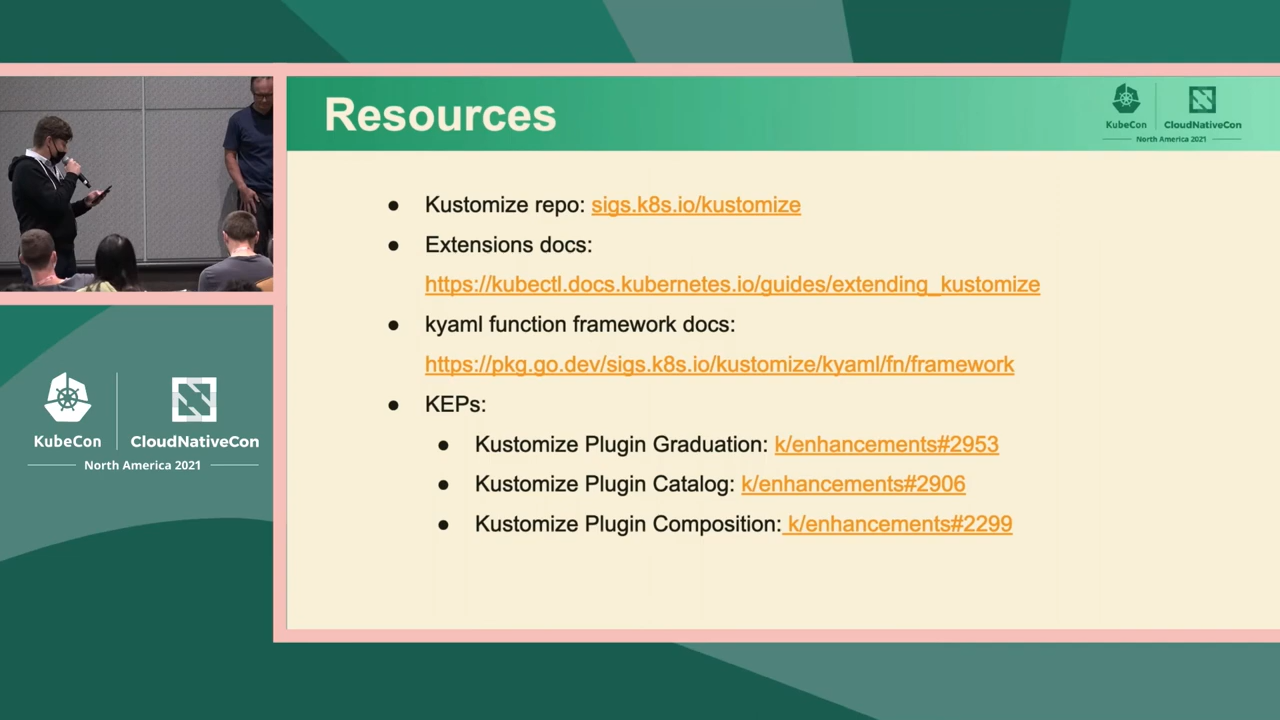 Resources
KubeCon
CloudNativeCon
North America 2021
● Kustomize repo: sigs.k8s.io/kustomize
● Extensions docs:
https://kubectl.docs.kubernetes.io/guides/extending_kustomize
● kyaml function framework docs:
https://pkg.go.dev/sigs.k8s.io/kustomize/kyaml/fn/framework
● KEPs:
● Kustomize Plugin Graduation: k/enhancements#2953
● Kustomize Plugin Catalog: k/enhancements#2906
● Kustomize Plugin Composition: k/enhancements#2299
KubeCon
CloudNativeCon
North America 2021